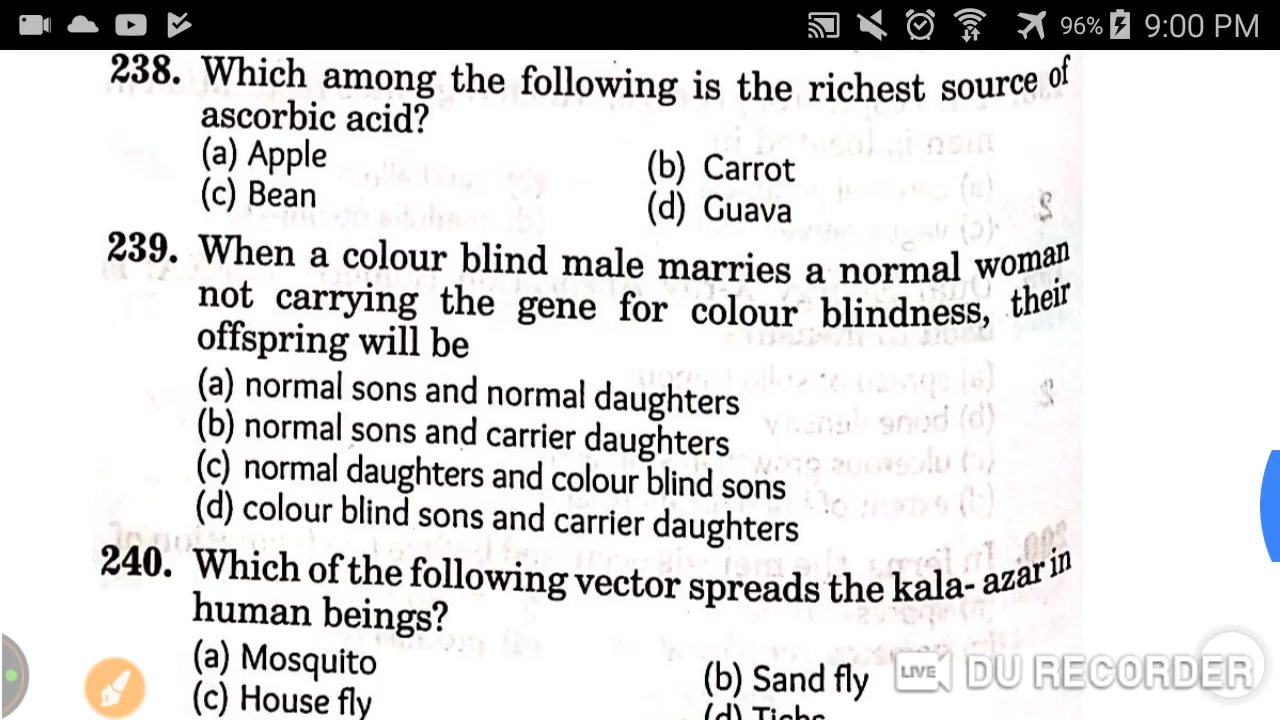 96% 9:00 PM
238. Which among the following is the richest source of
ascorbic acid?
(a) Apple (b) Carrot
(c) Bean (d) Guava
239. When a colour blind male marries a normal woman
not carrying the gene for colour blindness, their
offspring will be
(a) normal sons and normal daughters
(b) normal sons and carrier daughters
(c) normal daughters and colour blind sons
(d) colour blind sons and carrier daughters
240. Which of the following vector spreads the kala-azar in
human beings?
(a) Mosquito (b) Sand fly
(c) House fly (d)
LIVE DU RECORDER